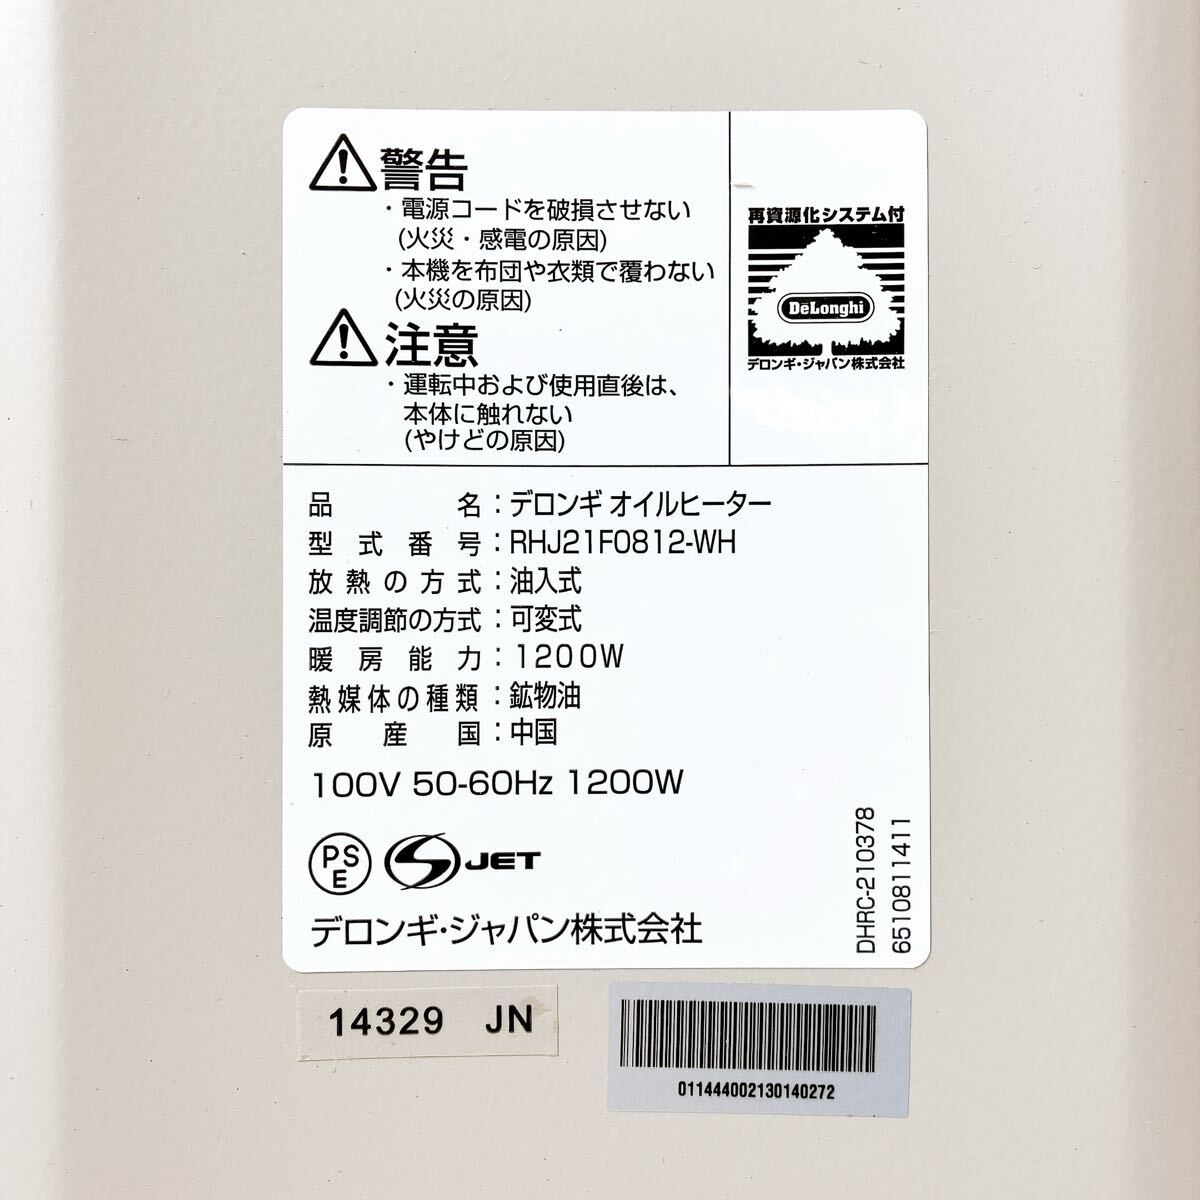 警告
・電源コードを破損させない
(火災・感電の原因)
・本機を布団や衣類で覆わない
(火災の原因)
注意
・運転中および使用直後は、
本体に触れない
(やけどの原因)
再資源化システム付
DeLonghi
デロンギ・ジャパン株式会社
品名：デロンギ オイルヒーター
型式番号：RHJ21F0812-WH
放熱の方式：油入式
温度調節の方式：可変式
暖房能力：1200W
熱媒体の種類：鉱物油
原産国：中国
100V 50-60Hz 1200W
PS
E
JET
デロンギ・ジャパン株式会社
DHRC-210378
6510811411
14329 JN
011444002130140272